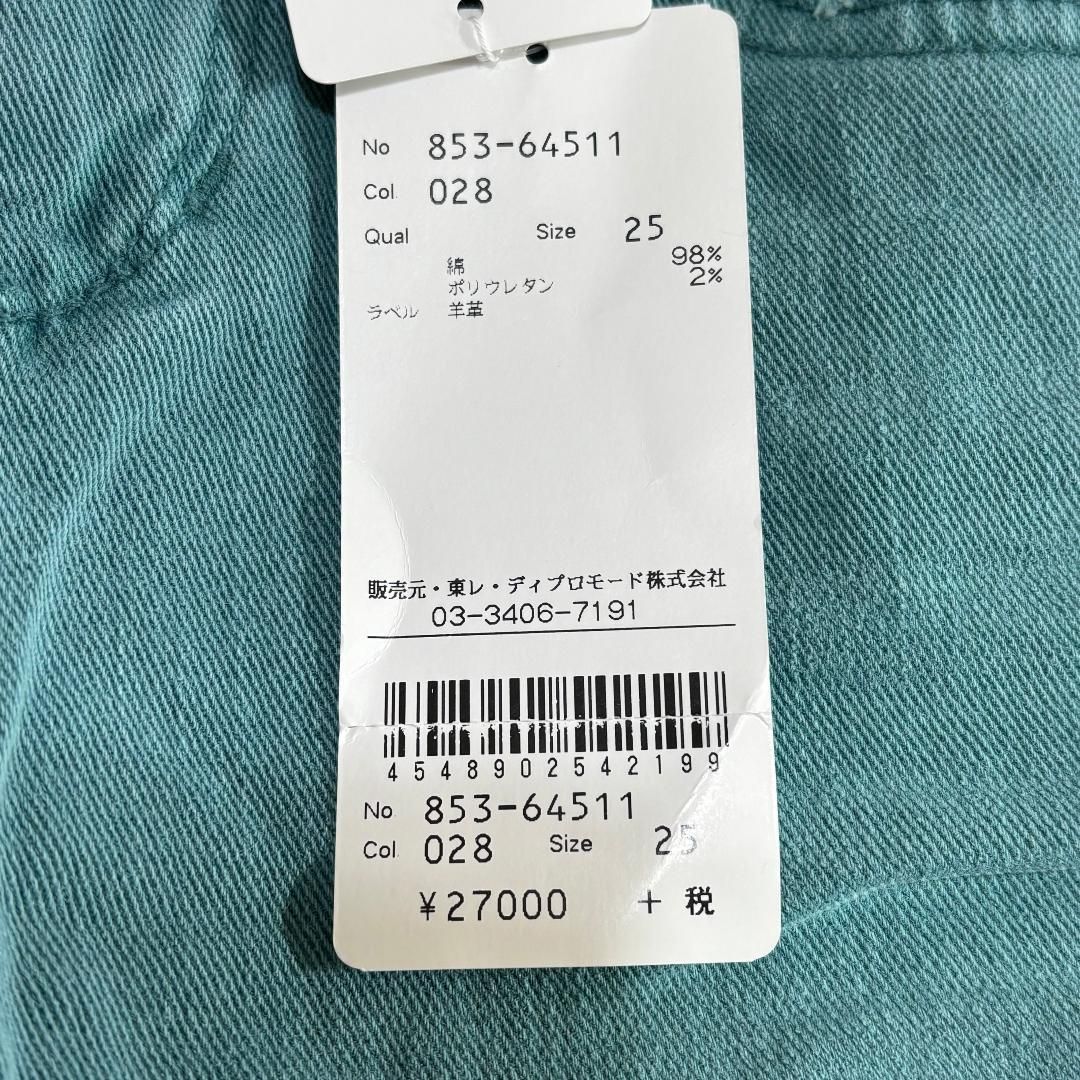 No 853-64511
Col. 028
Qual Size 25
綿 98%
ポリウレタン 2%
ラベル 羊革
販売元・東レ・ディプロモード株式会社
03-3406-7191
4548902542199
No. 853-64511
Col. 028 Size 25
¥27000 + 税